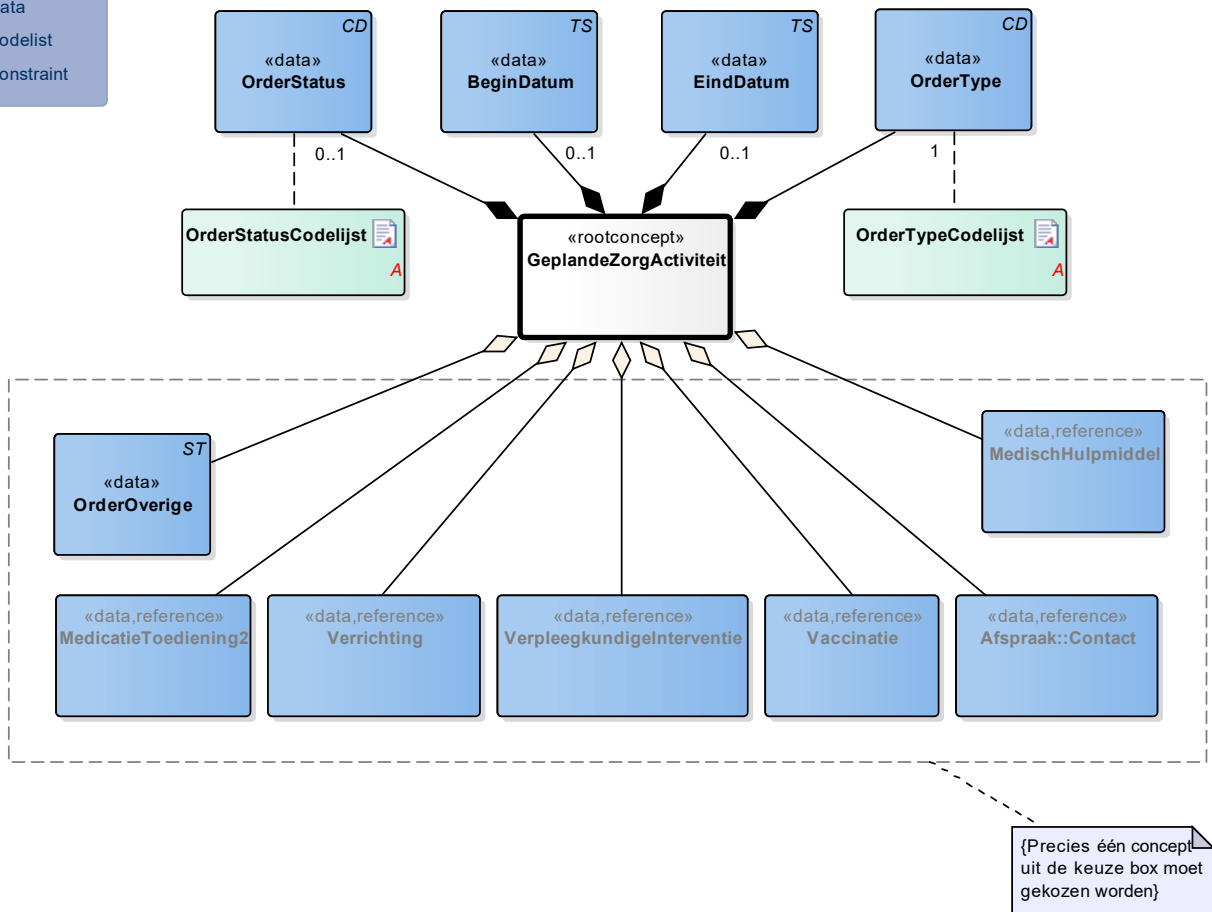 ata
odelist
onstraint
CD
«data»
OrderStatus
TS
«data»
BeginDatum
TS
«data»
EindDatum
CD
«data»
OrderType
0..1
0..1
0..1
1
OrderStatusCodelijst
A
«rootconcept»
GeplandeZorgActiviteit
OrderTypeCodelijst
A
ST
«data»
OrderOverige
«data,reference»
MedischHulpmiddel
«data,reference»
MedicatieToediening2
«data,reference»
Verrichting
«data,reference»
VerpleegkundigeInterventie
«data,reference»
Vaccinatie
«data,reference»
Afspraak::Contact
{Precies één concept
uit de keuze box moet
gekozen worden}